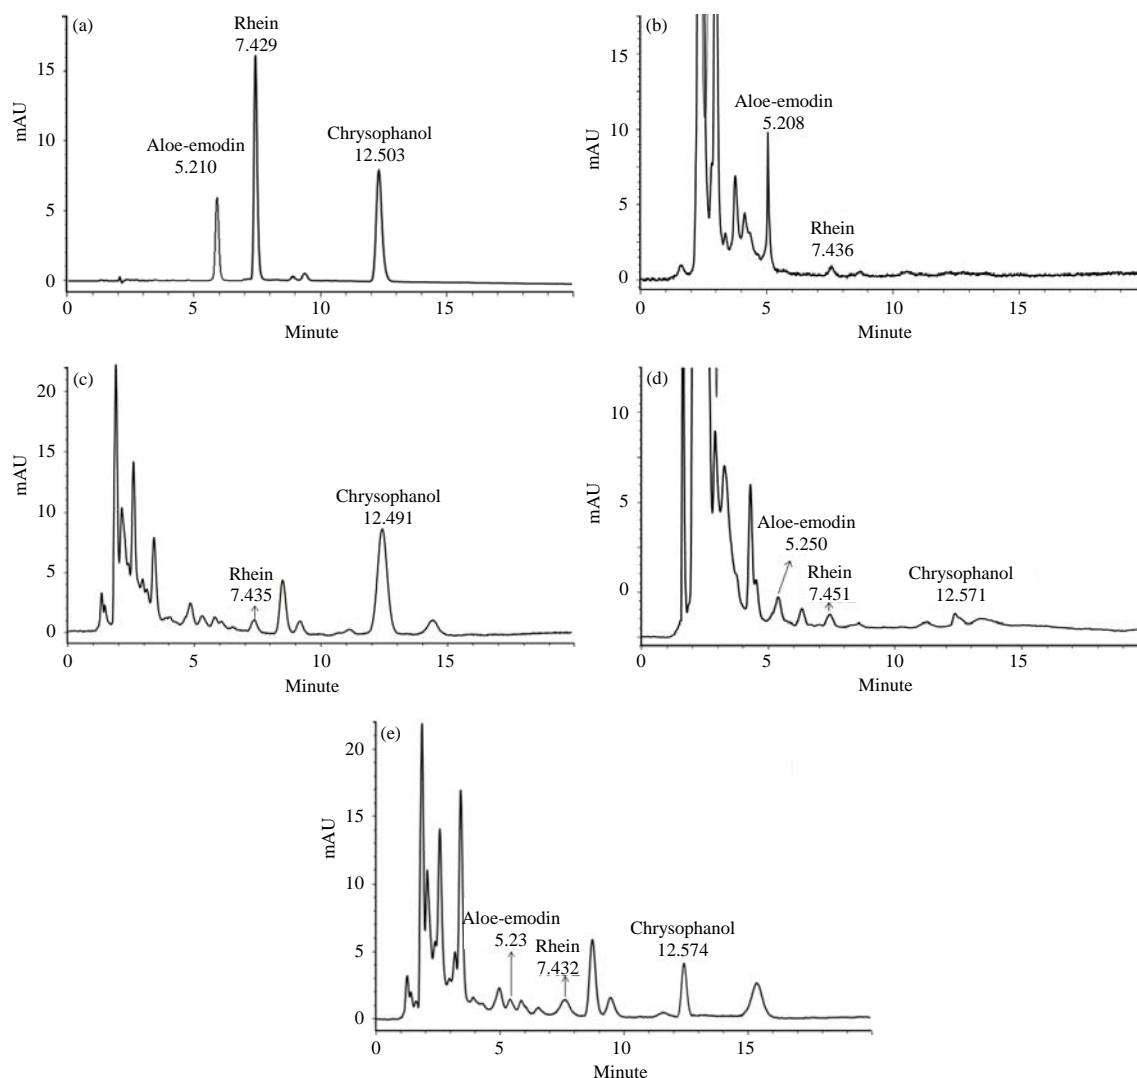 (a)
Rhein
7.429
Aloe-emodin
5.210
Chrysophanol
12.503
mAU
15
10
5
0
0
5
10
15
Minute
(b)
Aloe-emodin
5.208
Rhein
7.436
mAU
15
10
5
0
0
5
10
15
Minute
(c)
Chrysophanol
12.491
Rhein
7.435
mAU
20
15
10
5
0
0
5
10
15
Minute
(d)
Aloe-emodin
5.250
Rhein
7.451
Chrysophanol
12.571
mAU
10
5
0
0
5
10
15
Minute
(e)
Aloe-emodin
5.23
Rhein
7.432
Chrysophanol
12.574
mAU
20
15
10
5
0
0
5
10
15
Minute